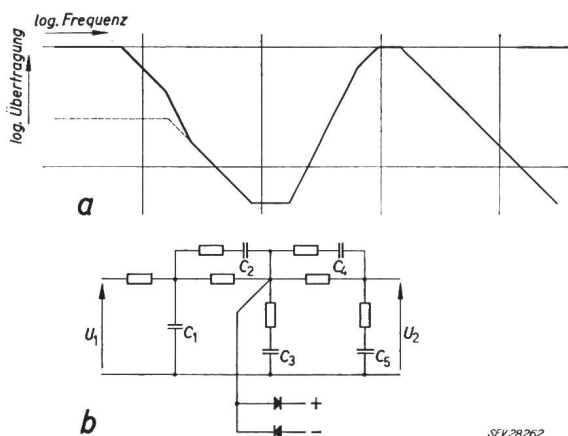 log. Frequenz
log. Übertragung
a
C2
C4
U1
C1
C3
C5
U2
+
−
b
SEV 28262